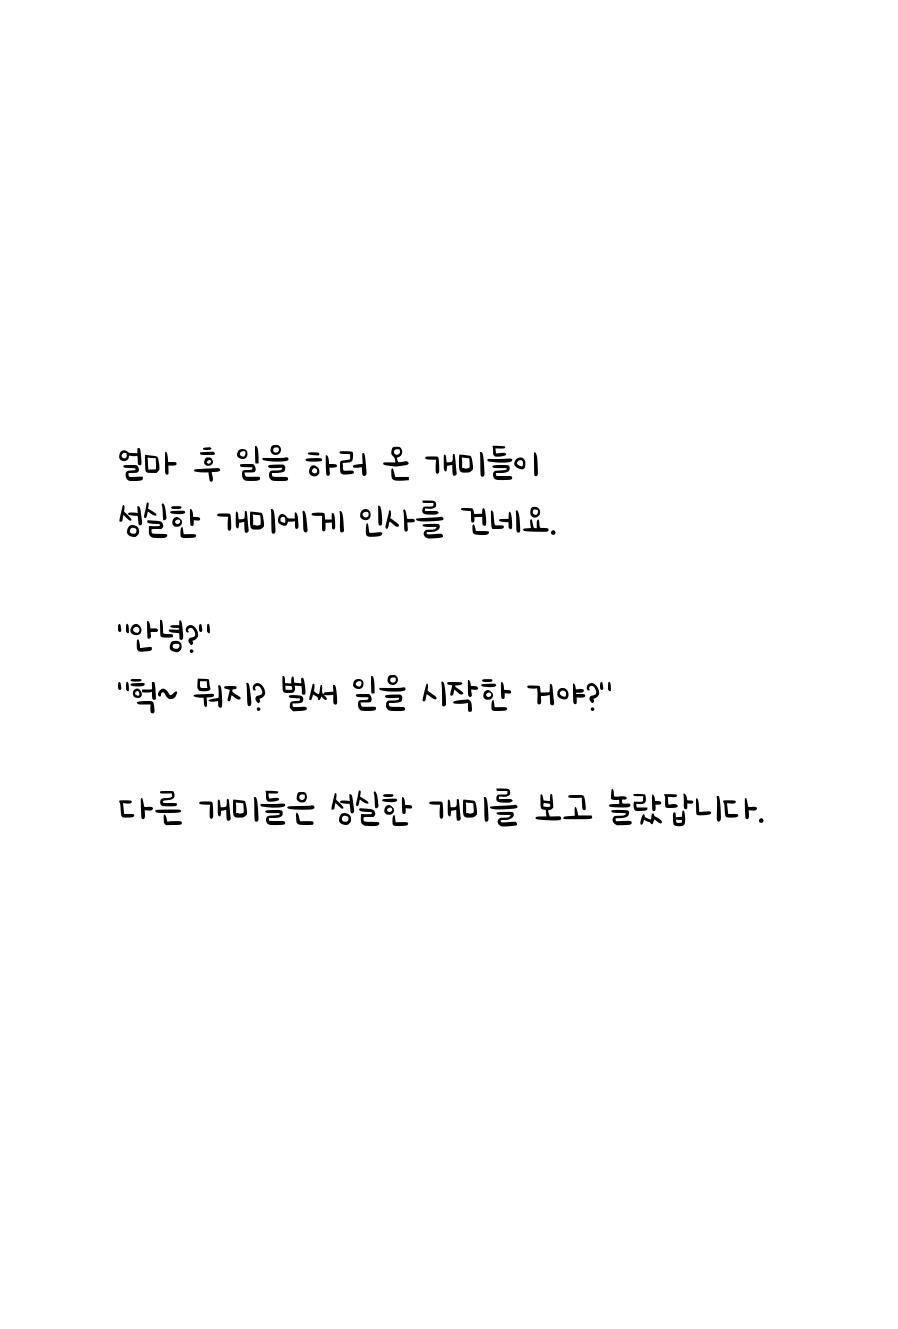 얼마 후 일을 하러 온 개미들이
성실한 개미에게 인사를 건네요.
"안녕?"
"헉~ 뭐지? 벌써 일을 시작한 거야?"
다른 개미들은 성실한 개미를 보고 놀랐답니다.